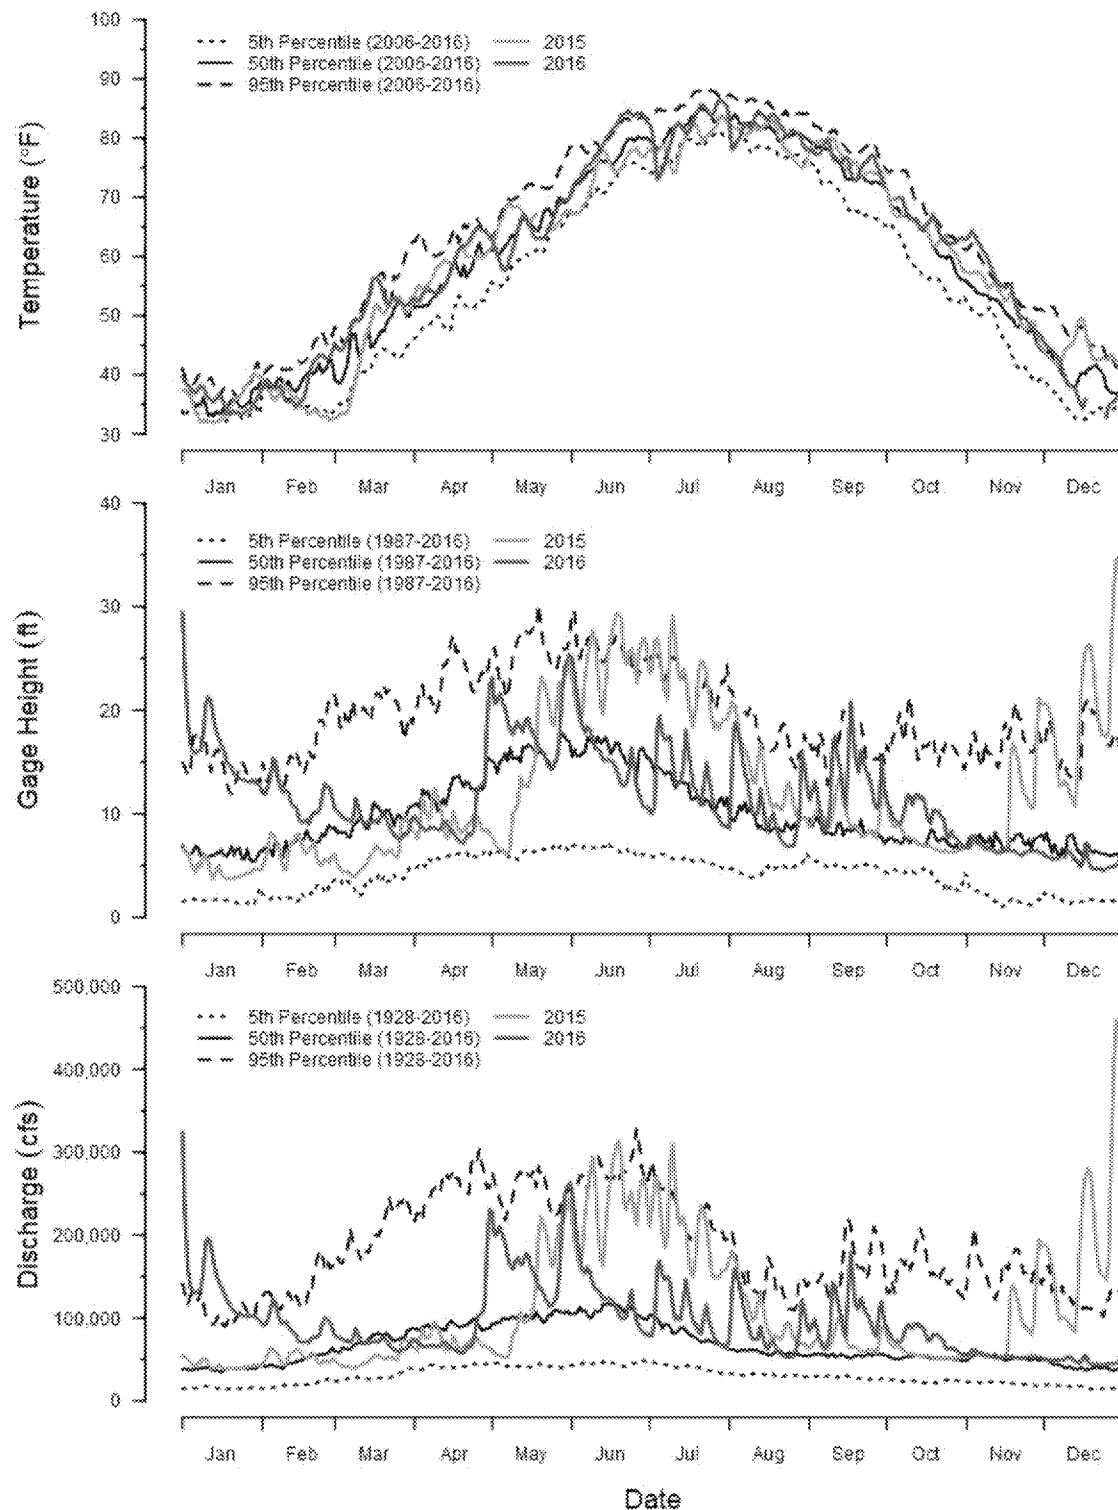 100
90
80
70
60
50
40
30
Temperature (°F)
5th Percentile (2006-2016)
50th Percentile (2006-2016)
95th Percentile (2006-2016)
2015
2016
Jan Feb Mar Apr May Jun Jul Aug Sep Oct Nov Dec
40
30
20
10
0
Gage Height (ft)
5th Percentile (1987-2016)
50th Percentile (1987-2016)
95th Percentile (1987-2016)
2015
2016
Jan Feb Mar Apr May Jun Jul Aug Sep Oct Nov Dec
500,000
400,000
300,000
200,000
100,000
0
Discharge (cfs)
5th Percentile (1928-2016)
50th Percentile (1928-2016)
95th Percentile (1928-2016)
2015
2016
Jan Feb Mar Apr May Jun Jul Aug Sep Oct Nov Dec
Date